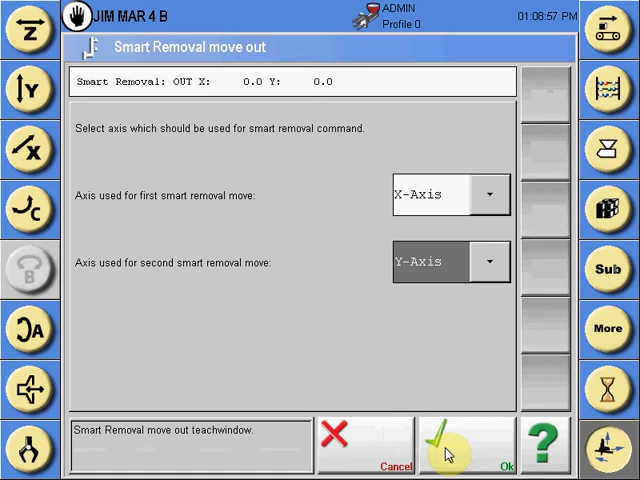 JIM MAR 4 B
ADMIN
Profile 0
01:08:57 PM
Smart Removal move out
Smart Removal: OUT X: 0.0 Y: 0.0
Select axis which should be used for smart removal command.
Axis used for first smart removal move:
X-Axis
Axis used for second smart removal move:
Y-Axis
Smart Removal move out teachwindow.
Cancel
Ok
?
Z
Y
X
C
B
A
Sub
More